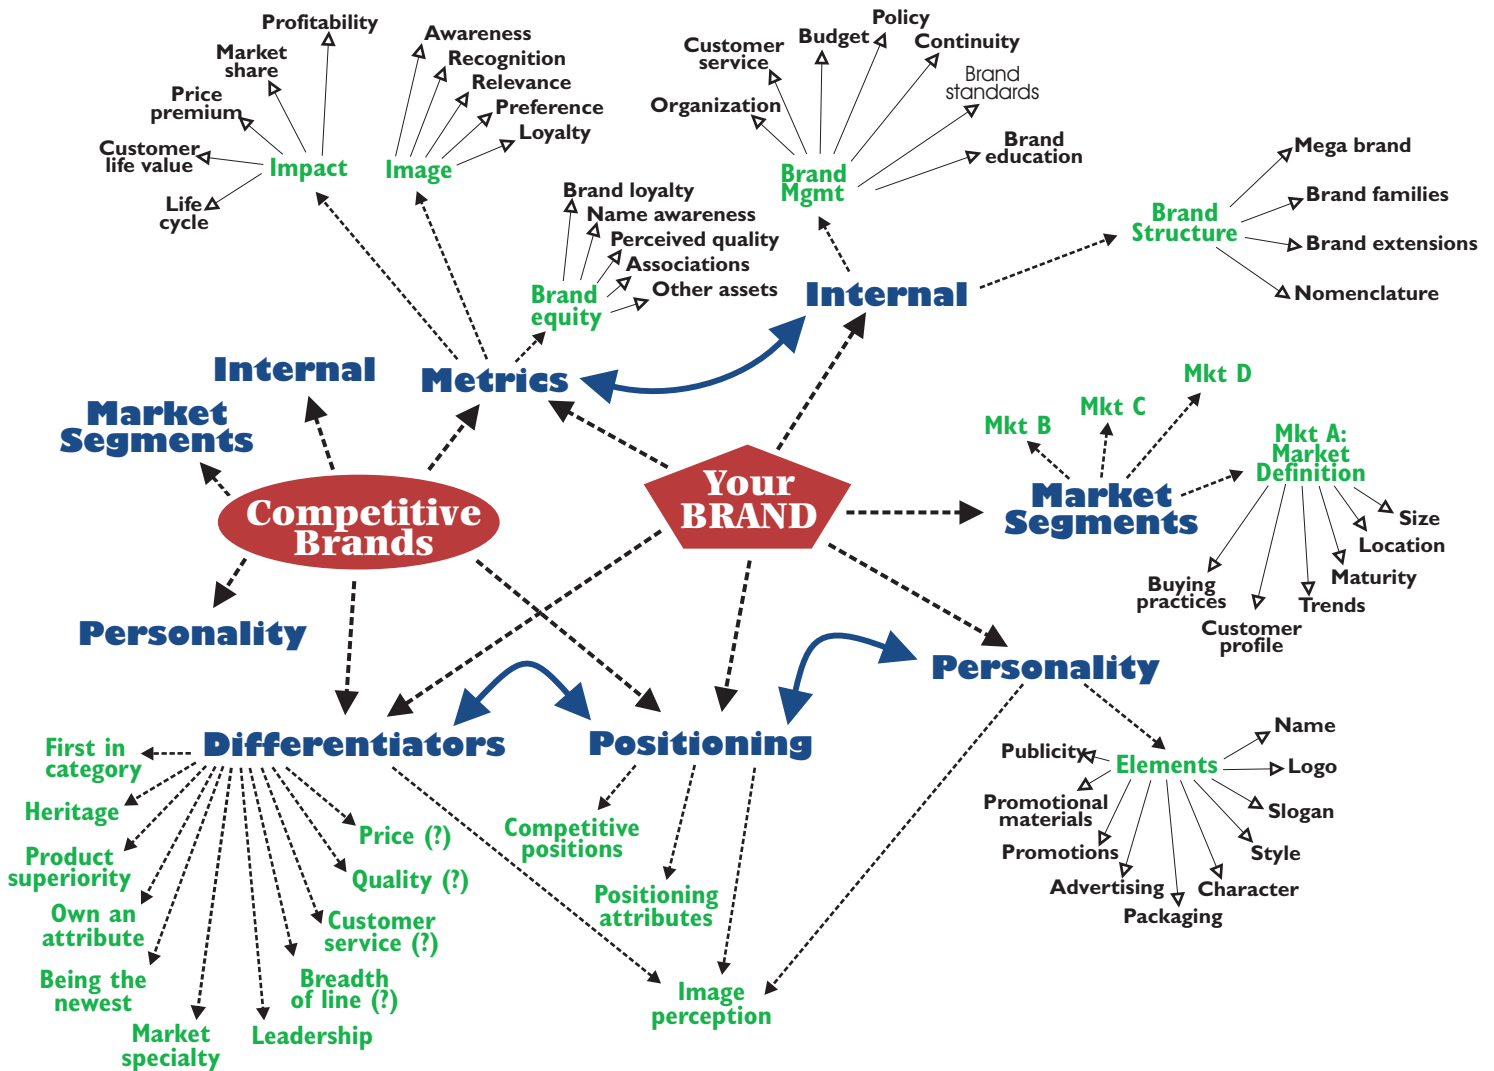 Profitability
Market
share
Price
premium
Customer
life value
Life
cycle
Impact
Awareness
Recognition
Relevance
Preference
Loyalty
Image
Brand loyalty
Name awareness
Perceived quality
Associations
Other assets
Brand
equity
Policy
Budget
Continuity
Customer
service
Brand
standards
Organization
Brand
education
Brand
Mgmt
Mega brand
Brand families
Brand extensions
Nomenclature
Brand
Structure
Internal
Internal
Metrics
Market
Segments
Mkt D
Mkt C
Mkt B
Mkt A:
Market
Definition
Your
BRAND
Competitive
Brands
Market
Segments
Size
Location
Maturity
Trends
Buying
practices
Customer
profile
Personality
Personality
Differentiators
Positioning
First in
category
Heritage
Product
superiority
Own an
attribute
Being the
newest
Market
specialty
Leadership
Breadth
of line (?)
Customer
service (?)
Quality (?)
Price (?)
Competitive
positions
Positioning
attributes
Image
perception
Elements
Name
Logo
Slogan
Style
Character
Packaging
Advertising
Promotions
Promotional
materials
Publicity